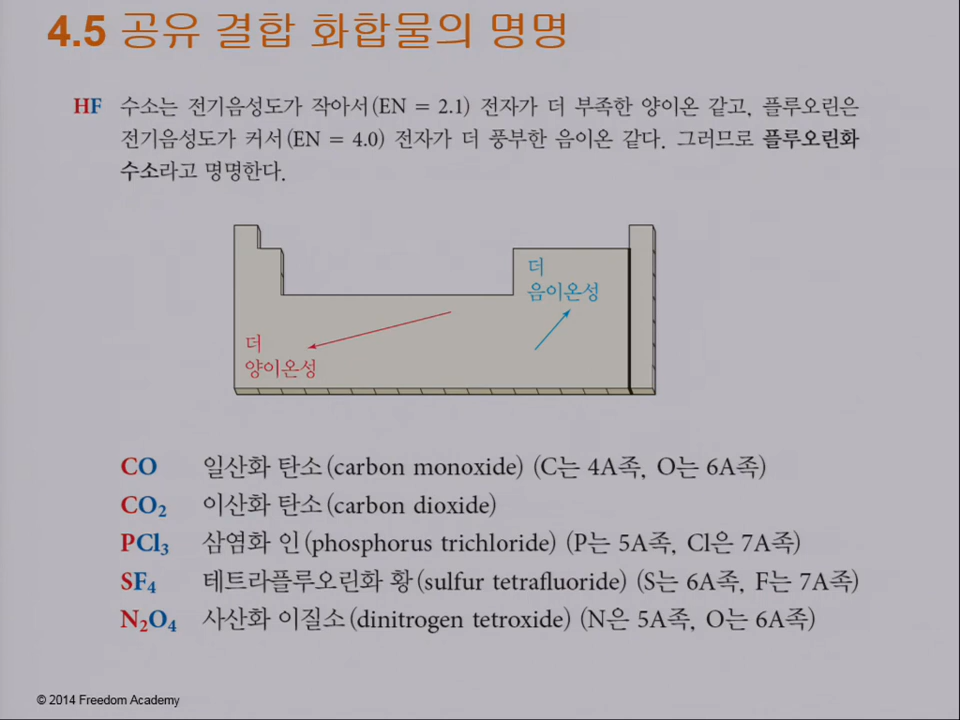 4.5 공유 결합 화합물의 명명
HF 수소는 전기음성도가 작아서(EN = 2.1) 전자가 더 부족한 양이온 같고, 플루오린은
전기음성도가 커서(EN = 4.0) 전자가 더 풍부한 음이온 같다. 그러므로 플루오린화
수소라고 명명한다.
더
음이온성
더
양이온성
CO 일산화 탄소(carbon monoxide) (C는 4A족, O는 6A족)
CO₂ 이산화 탄소(carbon dioxide)
PCl₃ 삼염화 인(phosphorus trichloride) (P는 5A족, Cl은 7A족)
SF₄ 테트라플루오린화 황(sulfur tetrafluoride) (S는 6A족, F는 7A족)
N₂O₄ 사산화 이질소(dinitrogen tetroxide) (N은 5A족, O는 6A족)
© 2014 Freedom Academy